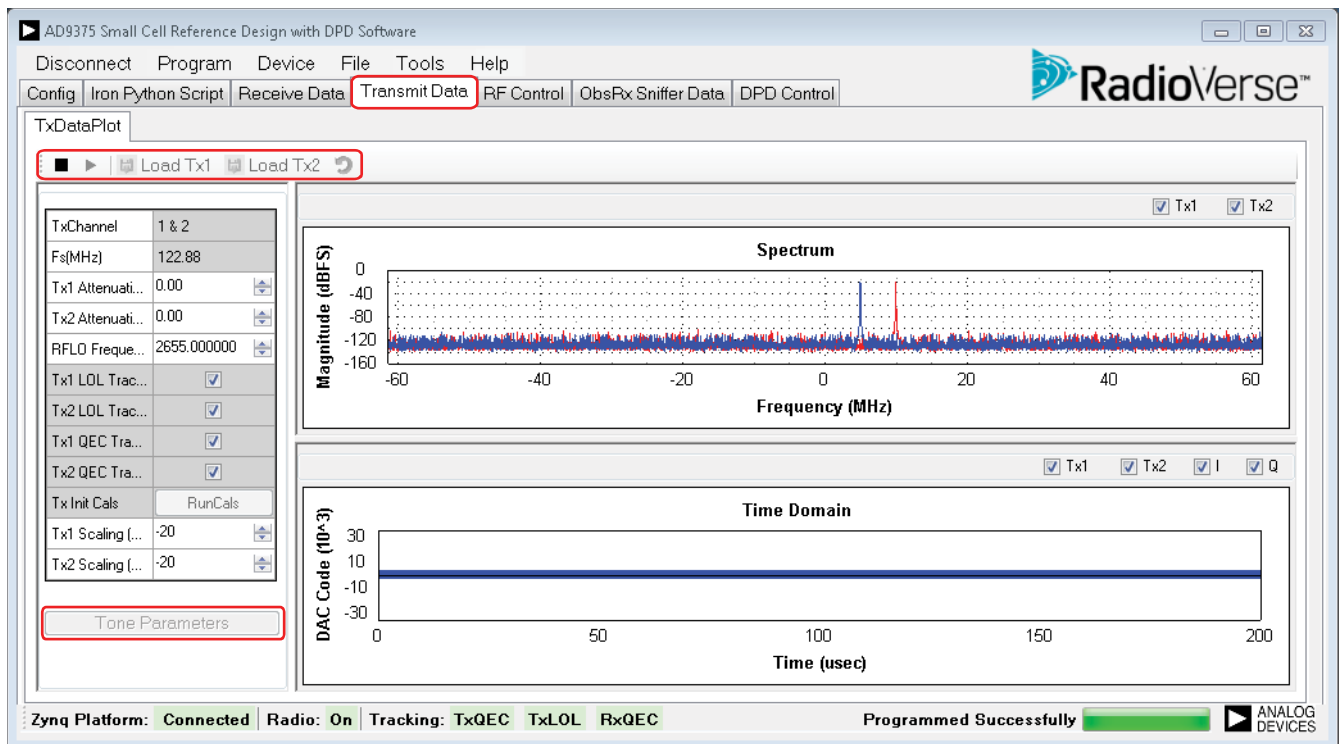 AD9375 Small Cell Reference Design with DPD Software
Disconnect Program Device File Tools Help
RadioVerse™
Config Iron Python Script Receive Data Transmit Data RF Control ObsRx Sniffer Data DPD Control
TxDataPlot
Load Tx1 Load Tx2
TxChannel 1 & 2
Fs(MHz) 122.88
Tx1 Attenuati... 0.00
Tx2 Attenuati... 0.00
RFLO Freque... 2655.000000
Tx1 LOL Trac...
Tx2 LOL Trac...
Tx1 QEC Tra...
Tx2 QEC Tra...
Tx Init Cals RunCals
Tx1 Scaling (... -20
Tx2 Scaling (... -20
Tone Parameters
Tx1 Tx2
Spectrum
Magnitude (dBFS)
0
-40
-80
-120
-160
-60 -40 -20 0 20 40 60
Frequency (MHz)
Tx1 Tx2 I Q
Time Domain
DAC Code (10^3)
30
10
-10
-30
0 50 100 150 200
Time (usec)
Zynq Platform: Connected Radio: On Tracking: TxQEC TxLOL RxQEC Programmed Successfully
ANALOG
DEVICES